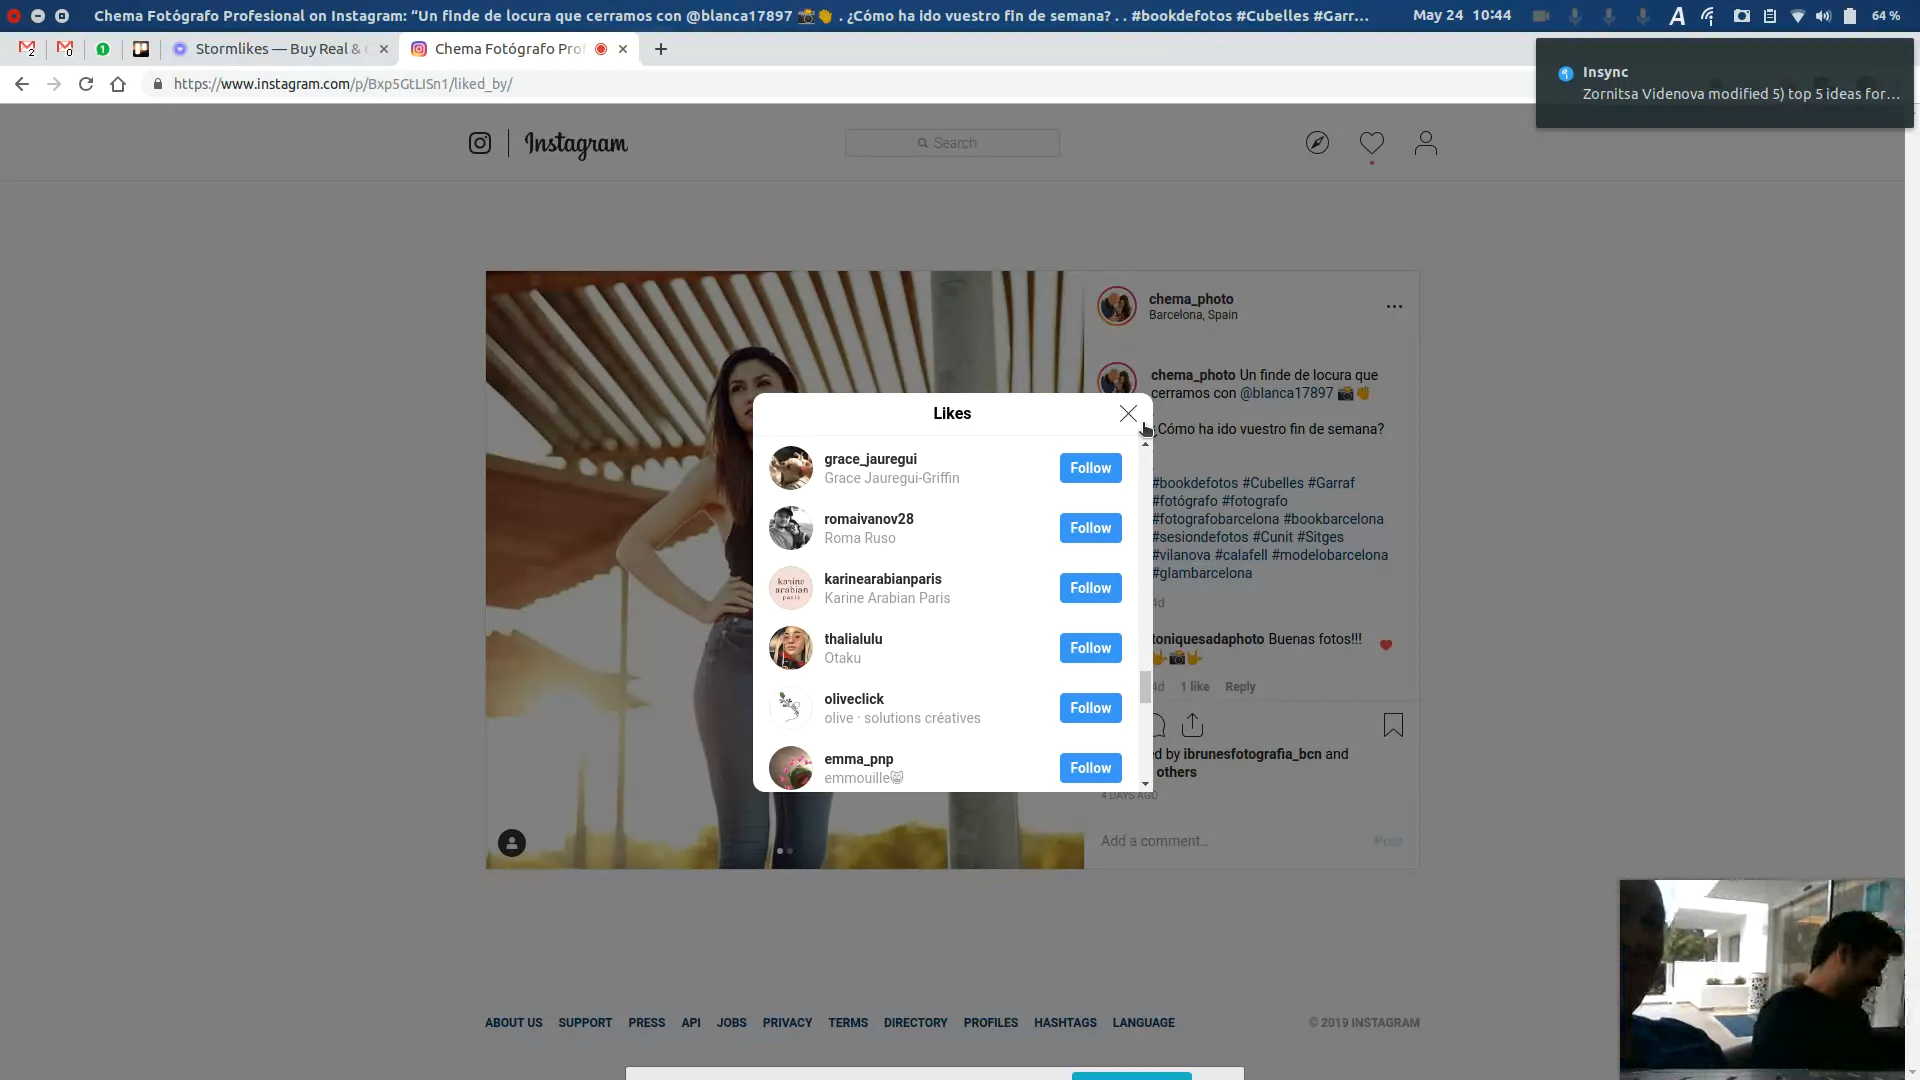 Chema Fotógrafo Profesional on Instagram: “Un finde de locura que cerramos con @blanca17897 📸👏 . ¿Cómo ha ido vuestro fin de semana? . . #bookdefotos #Cubelles #Garr...
May 24 10:44
64 %
Stormlikes — Buy Real &
Chema Fotógrafo Pro
https://www.instagram.com/p/Bxp5GtLISn1/liked_by/
Insync
Zornitsa Videnova modified 5) top 5 ideas for...
Instagram
Search
chema_photo
Barcelona, Spain
chema_photo Un finde de locura que
cerramos con @blanca17897 📸👏
¿Cómo ha ido vuestro fin de semana?
#bookdefotos #Cubelles #Garraf
#fotógrafo #fotografo
#fotografobarcelona #bookbarcelona
#sesiondefotos #Cunit #Sitges
#vilanova #calafell #modelobarcelona
#glambarcelona
4d
toniquesadaphoto Buenas fotos!!!
🤟📸🤟
4d 1 like Reply
d by ibrunesfotografia_bcn and
others
4 DAYS AGO
Add a comment...
Post
Likes
grace_jauregui
Grace Jauregui-Griffin
Follow
romaivanov28
Roma Ruso
Follow
karinearabianparis
Karine Arabian Paris
Follow
karine
arabian
paris
thalialulu
Otaku
Follow
oliveclick
olive · solutions créatives
Follow
emma_pnp
emmouille😸
Follow
ABOUT US SUPPORT PRESS API JOBS PRIVACY TERMS DIRECTORY PROFILES HASHTAGS LANGUAGE
© 2019 INSTAGRAM